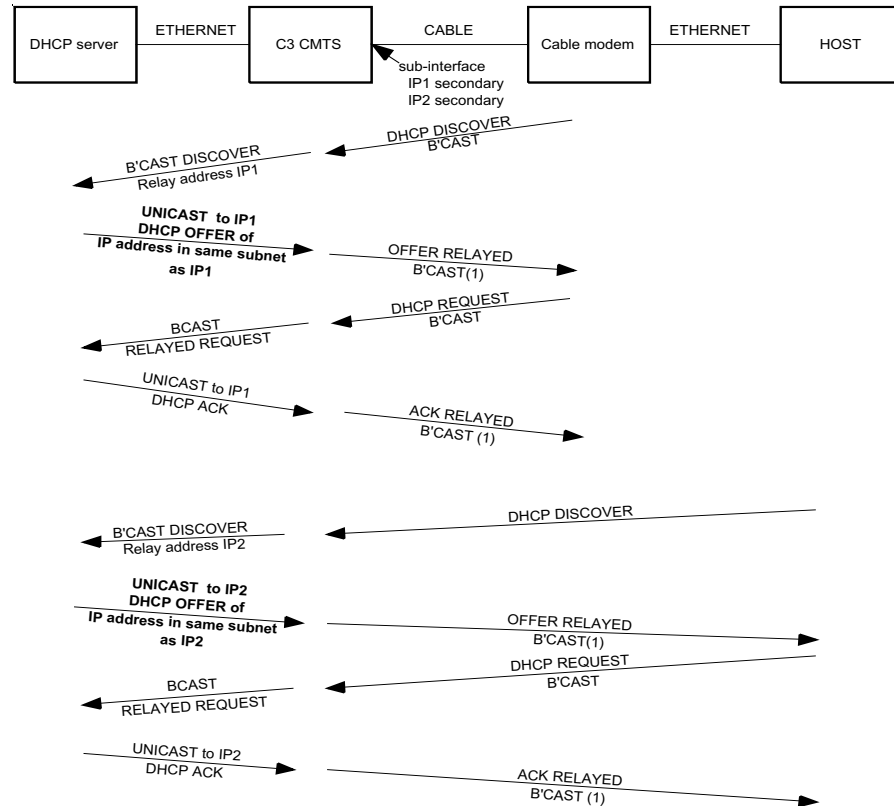 DHCP server
ETHERNET
C3 CMTS
CABLE
Cable modem
ETHERNET
HOST
sub-interface
IP1 secondary
IP2 secondary
DHCP DISCOVER
B'CAST
B'CAST DISCOVER
Relay address IP1
UNICAST to IP1
DHCP OFFER of
IP address in same subnet
as IP1
OFFER RELAYED
B'CAST(1)
DHCP REQUEST
B'CAST
BCAST
RELAYED REQUEST
UNICAST to IP1
DHCP ACK
ACK RELAYED
B'CAST (1)
DHCP DISCOVER
B'CAST DISCOVER
Relay address IP2
UNICAST to IP2
DHCP OFFER of
IP address in same subnet
as IP2
OFFER RELAYED
B'CAST(1)
DHCP REQUEST
B'CAST
BCAST
RELAYED REQUEST
UNICAST to IP2
DHCP ACK
ACK RELAYED
B'CAST (1)